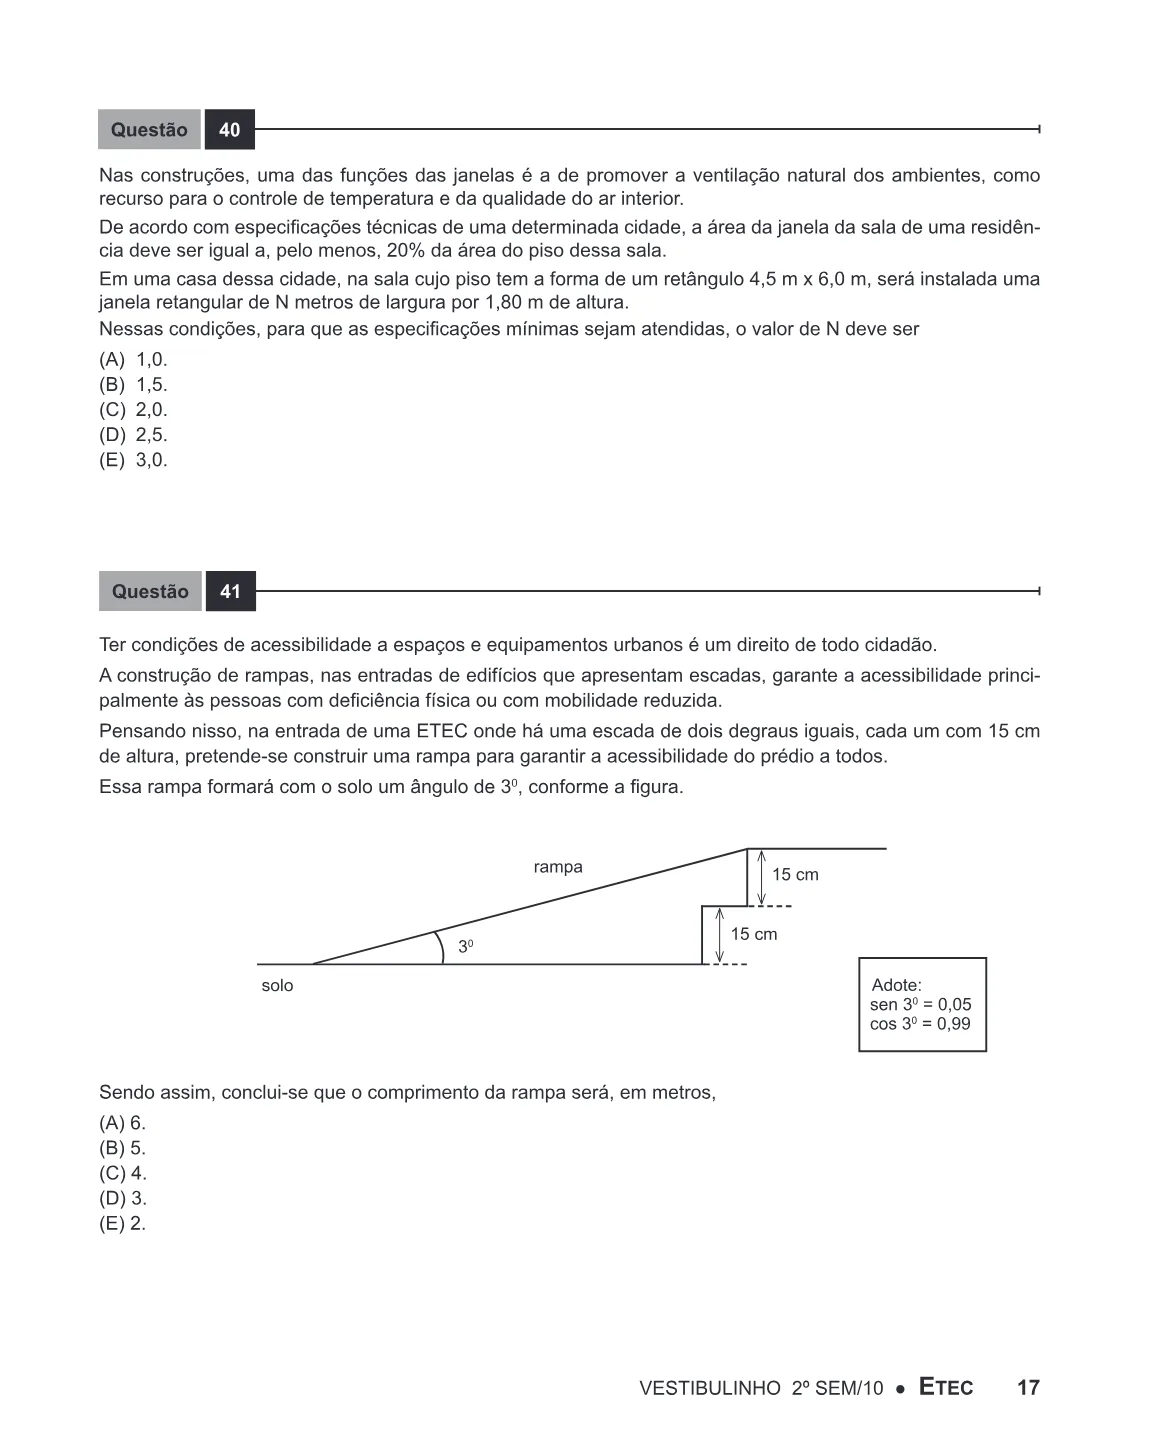 Questão 40
Nas construções, uma das funções das janelas é a de promover a ventilação natural dos ambientes, como
recurso para o controle de temperatura e da qualidade do ar interior.
De acordo com especificações técnicas de uma determinada cidade, a área da janela da sala de uma residên-
cia deve ser igual a, pelo menos, 20% da área do piso dessa sala.
Em uma casa dessa cidade, na sala cujo piso tem a forma de um retângulo 4,5 m x 6,0 m, será instalada uma
janela retangular de N metros de largura por 1,80 m de altura.
Nessas condições, para que as especificações mínimas sejam atendidas, o valor de N deve ser
(A) 1,0.
(B) 1,5.
(C) 2,0.
(D) 2,5.
(E) 3,0.
Questão 41
Ter condições de acessibilidade a espaços e equipamentos urbanos é um direito de todo cidadão.
A construção de rampas, nas entradas de edifícios que apresentam escadas, garante a acessibilidade princi-
palmente às pessoas com deficiência física ou com mobilidade reduzida.
Pensando nisso, na entrada de uma ETEC onde há uma escada de dois degraus iguais, cada um com 15 cm
de altura, pretende-se construir uma rampa para garantir a acessibilidade do prédio a todos.
Essa rampa formará com o solo um ângulo de 3⁰, conforme a figura.
rampa
15 cm
15 cm
3⁰
solo
Adote:
sen 3⁰ = 0,05
cos 3⁰ = 0,99
Sendo assim, conclui-se que o comprimento da rampa será, em metros,
(A) 6.
(B) 5.
(C) 4.
(D) 3.
(E) 2.
VESTIBULINHO 2º SEM/10 • ETEC 17